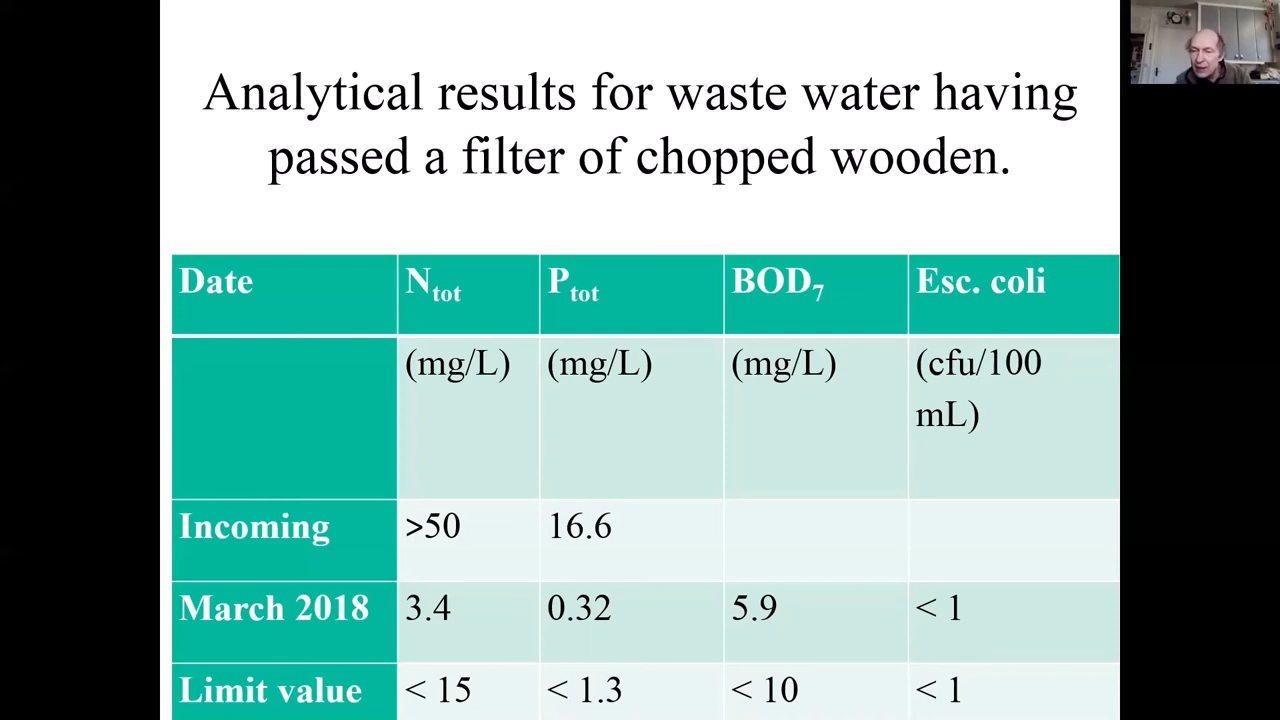 Analytical results for waste water having
passed a filter of chopped wooden.
Date N_tot P_tot BOD_7 Esc. coli
(mg/L) (mg/L) (mg/L) (cfu/100
mL)
Incoming >50 16.6
March 2018 3.4 0.32 5.9 < 1
Limit value < 15 < 1.3 < 10 < 1